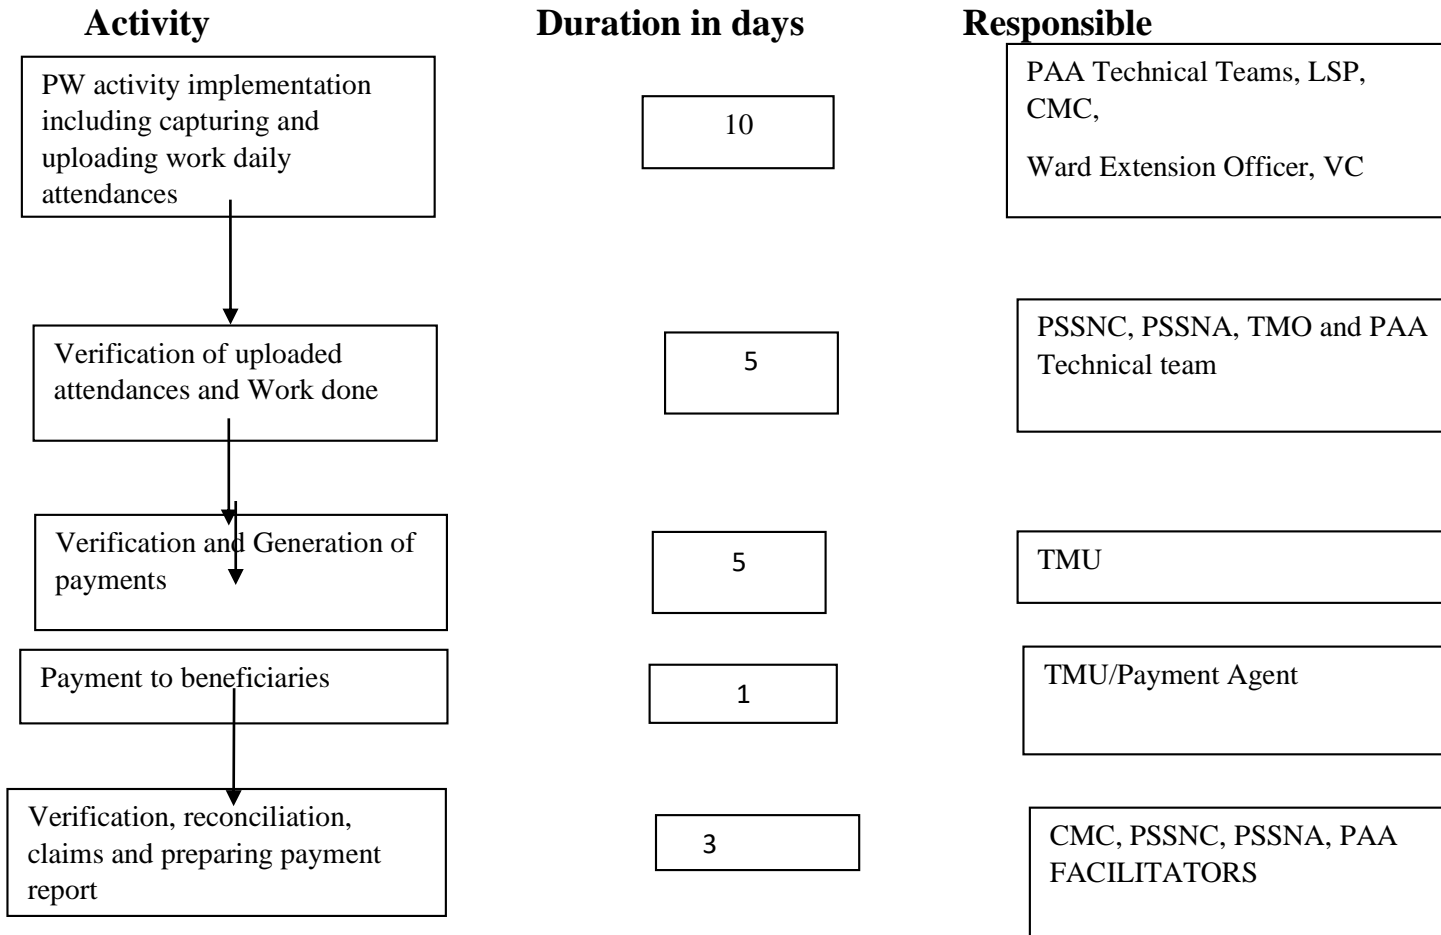 Activity Duration in days Responsible
PW activity implementation
including capturing and
uploading work daily
attendances
10
PAA Technical Teams, LSP,
CMC,
Ward Extension Officer, VC
Verification of uploaded
attendances and Work done
5
PSSNC, PSSNA, TMO and PAA
Technical team
Verification and Generation of
payments
5
TMU
Payment to beneficiaries
1
TMU/Payment Agent
Verification, reconciliation,
claims and preparing payment
report
3
CMC, PSSNC, PSSNA, PAA
FACILITATORS